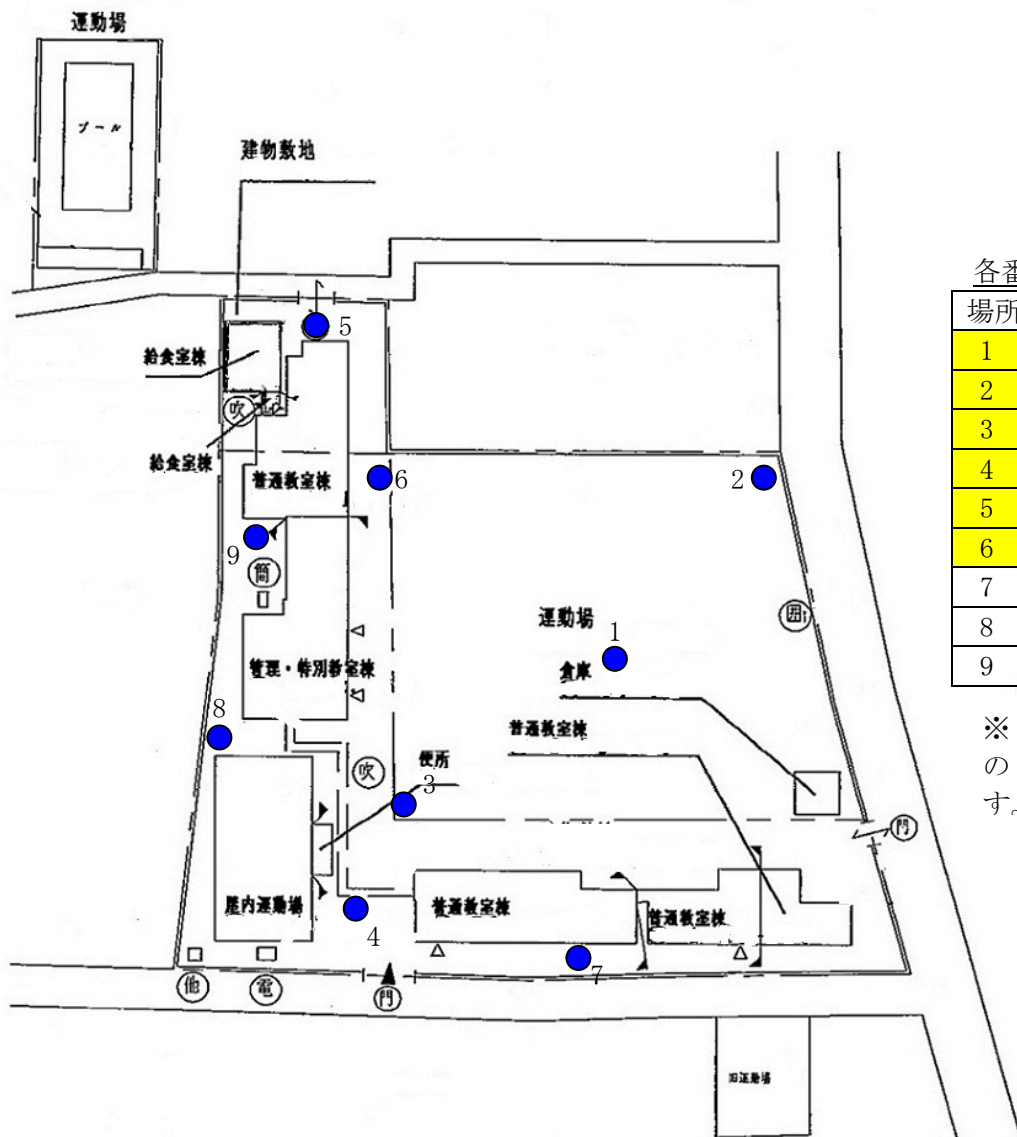 運動場
プール
建物敷地
各番
場所
1
2
3
4
5
6
7
8
9
※
の
す。
5
給食室棟
吹
給食室棟
普通教室棟
6
2
9
筒
運動場
1
囲
倉庫
管理・特別教室棟
8
普通教室棟
便所
吹
3
門
屋内運動場
4
普通教室棟
普通教室棟
7
他
電
門
旧運動場